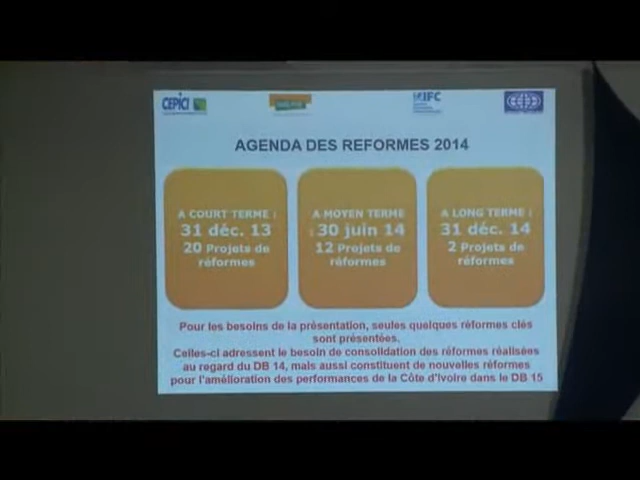 CEPICI
IFC
AGENDA DES REFORMES 2014
A COURT TERME :
31 déc. 13
20 Projets de
réformes
A MOYEN TERME
: 30 juin 14
12 Projets de
réformes
A LONG TERME :
31 déc. 14
2 Projets de
réformes
Pour les besoins de la présentation, seules quelques réformes clés
sont présentées.
Celles-ci adressent le besoin de consolidation des réformes réalisées
au regard du DB 14, mais aussi constituent de nouvelles réformes
pour l'amélioration des performances de la Côte d'Ivoire dans le DB 15